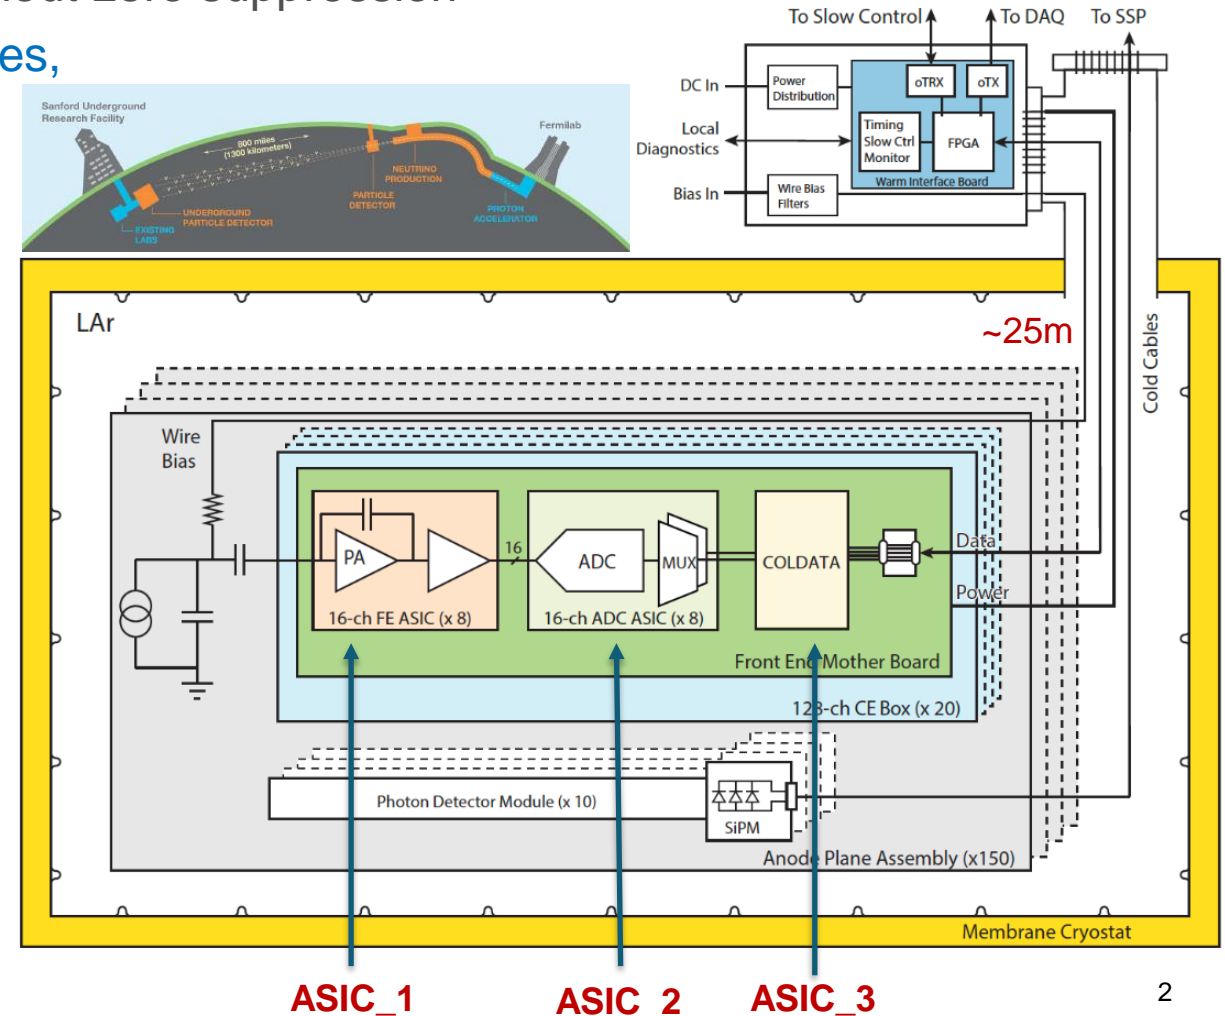 out Zero Suppression
es,
Sanford Underground
Research Facility
800 miles
(1300 kilometers)
Fermilab
NEUTRINO
PRODUCTION
PARTICLE
DETECTOR
PROTON
ACCELERATOR
UNDERGROUND
PARTICLE DETECTOR
EXISTING
LABS
To Slow Control
To DAQ
To SSP
DC In
Power
Distribution
oTRX
oTX
Local
Diagnostics
Timing
Slow Ctrl
Monitor
FPGA
Warm Interface Board
Bias In
Wire Bias
Filters
LAr
~25m
Cold Cables
Wire
Bias
PA
16
ADC
MUX
COLDATA
Data
Power
16-ch FE ASIC (x 8)
16-ch ADC ASIC (x 8)
Front End Mother Board
128-ch CE Box (x 20)
Photon Detector Module (x 10)
SiPM
Anode Plane Assembly (x150)
Membrane Cryostat
ASIC_1
ASIC_2
ASIC_3
2